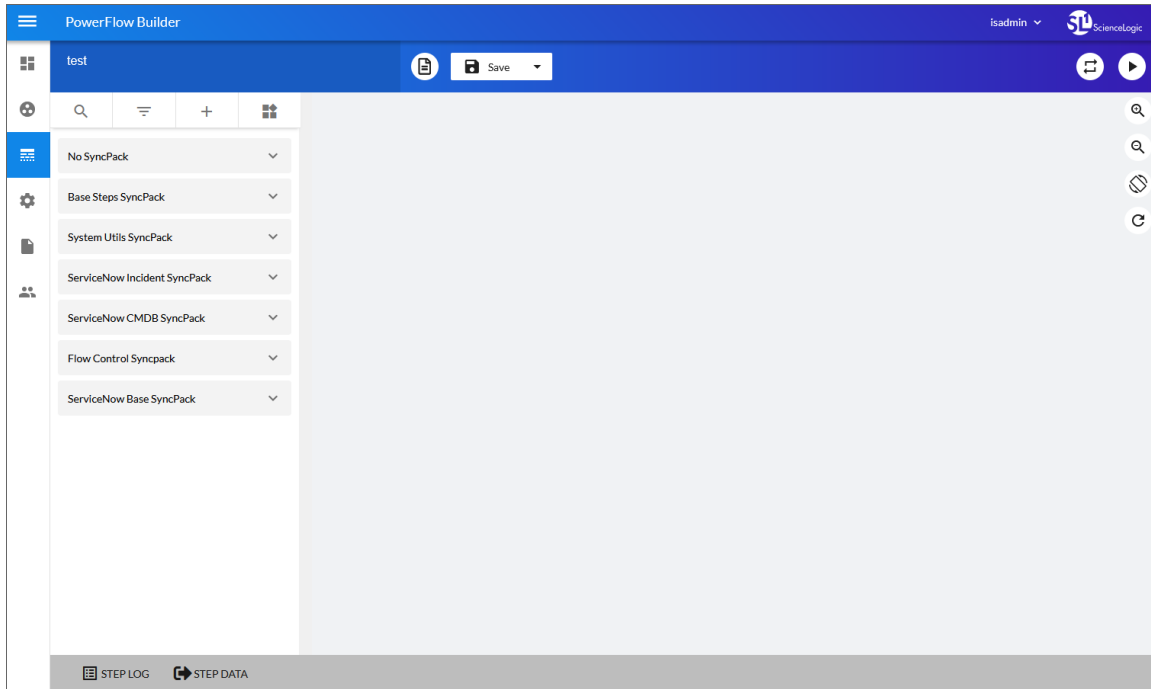 PowerFlow Builder
isadmin
SL1 ScienceLogic
test
Save
No SyncPack
Base Steps SyncPack
System Utils SyncPack
ServiceNow Incident SyncPack
ServiceNow CMDB SyncPack
Flow Control Syncpack
ServiceNow Base SyncPack
STEP LOG
STEP DATA